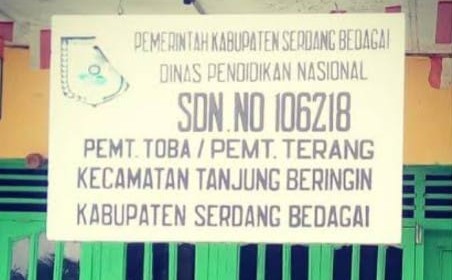 PEMERINTAH KABUPATEN SERDANG BEDAGAI
DINAS PENDIDIKAN NASIONAL
SDN.NO 106218
PEMT.TOBA / PEMT.TERANG
KECAMATAN TANJUNG BERINGIN
KABUPATEN SERDANG BEDAGAI